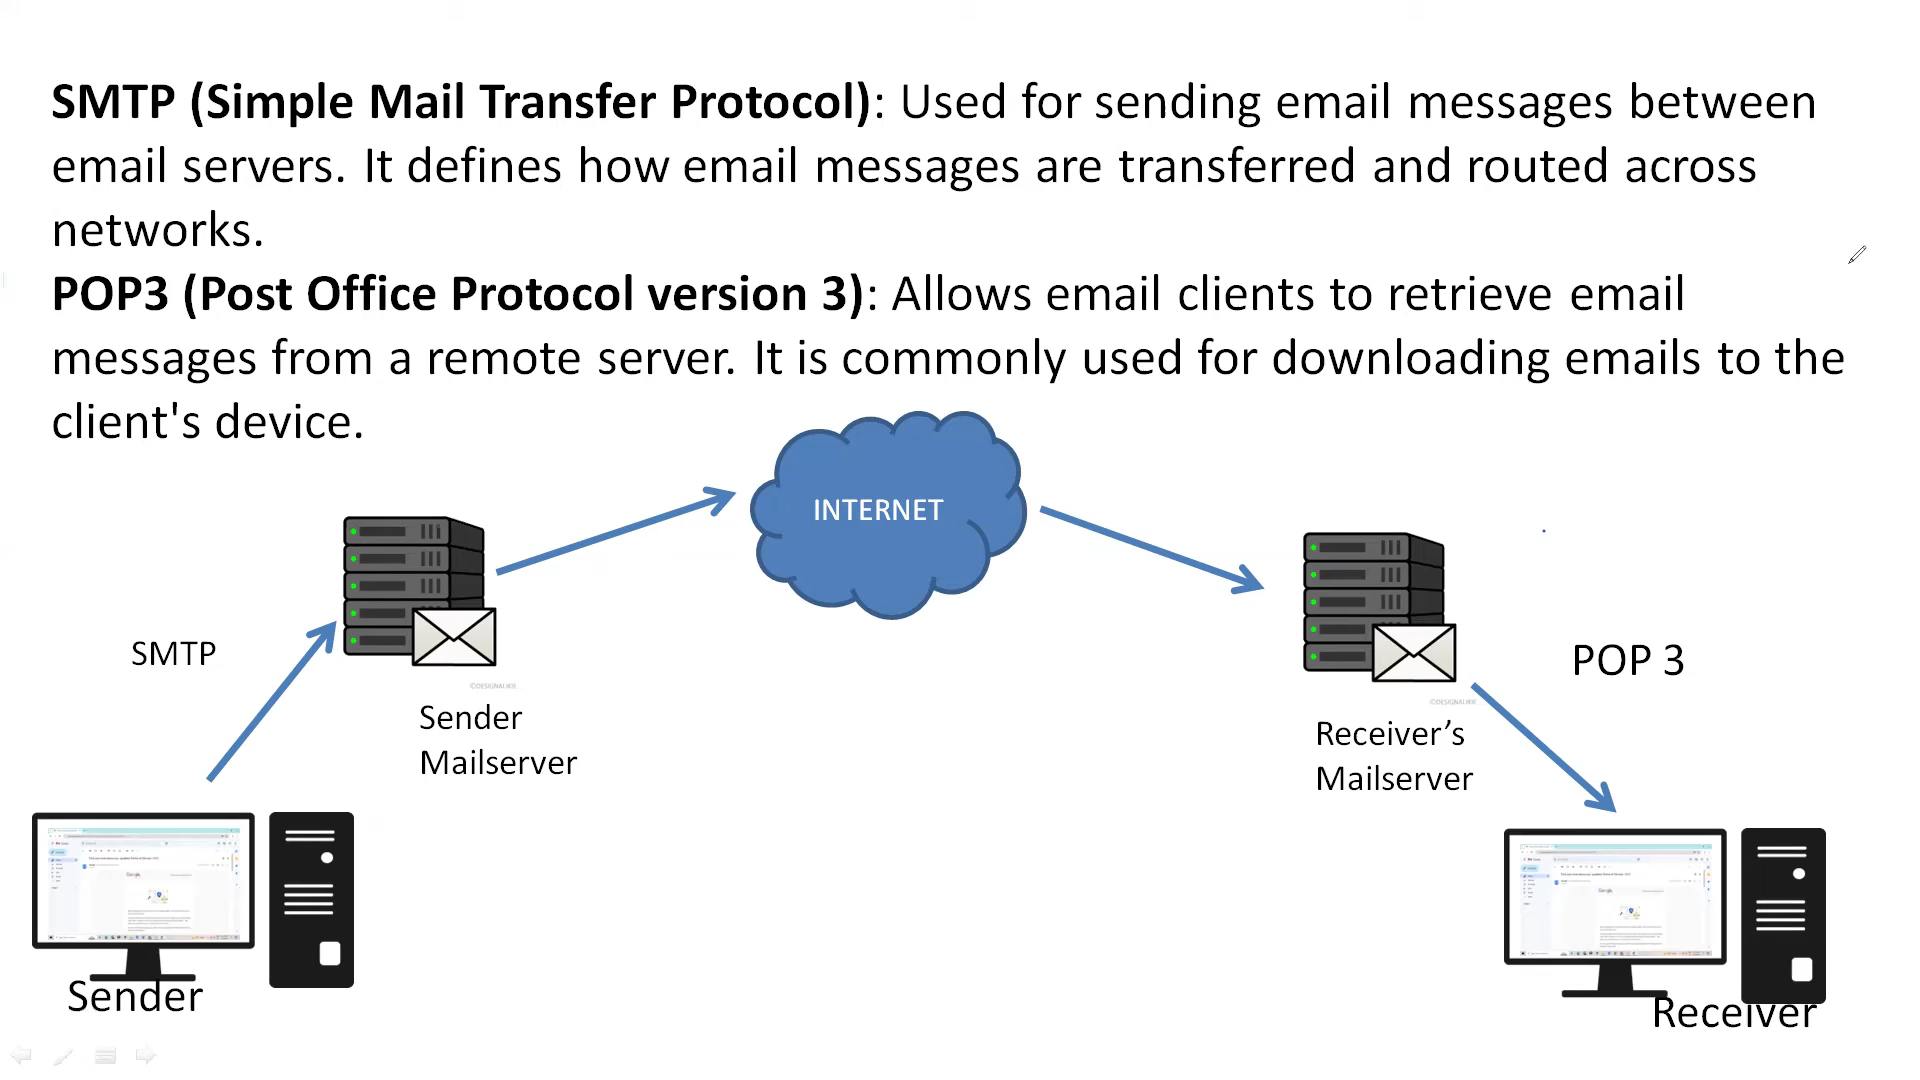 SMTP (Simple Mail Transfer Protocol): Used for sending email messages between
email servers. It defines how email messages are transferred and routed across
networks.
POP3 (Post Office Protocol version 3): Allows email clients to retrieve email
messages from a remote server. It is commonly used for downloading emails to the
client's device.
INTERNET
SMTP
POP 3
©DESIGNALIKIE
©DESIGNALIKIE
Sender
Mailserver
Receiver’s
Mailserver
Sender
Receiver